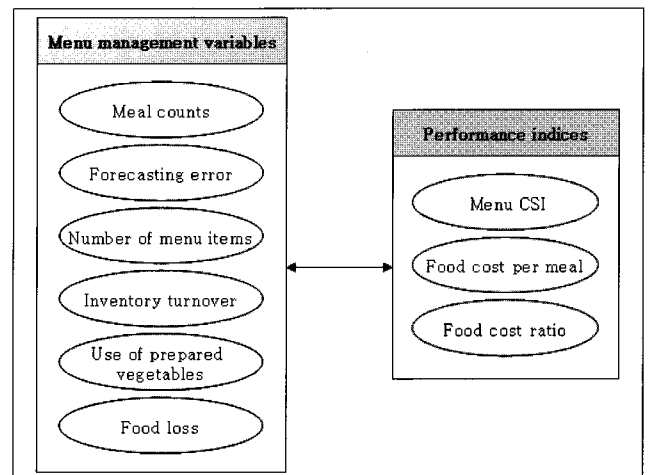 Menu management variables
Meal counts
Forecasting error
Number of menu items
Inventory turnover
Use of prepared
vegetables
Food loss
Performance indices
Menu CSI
Food cost per meal
Food cost ratio